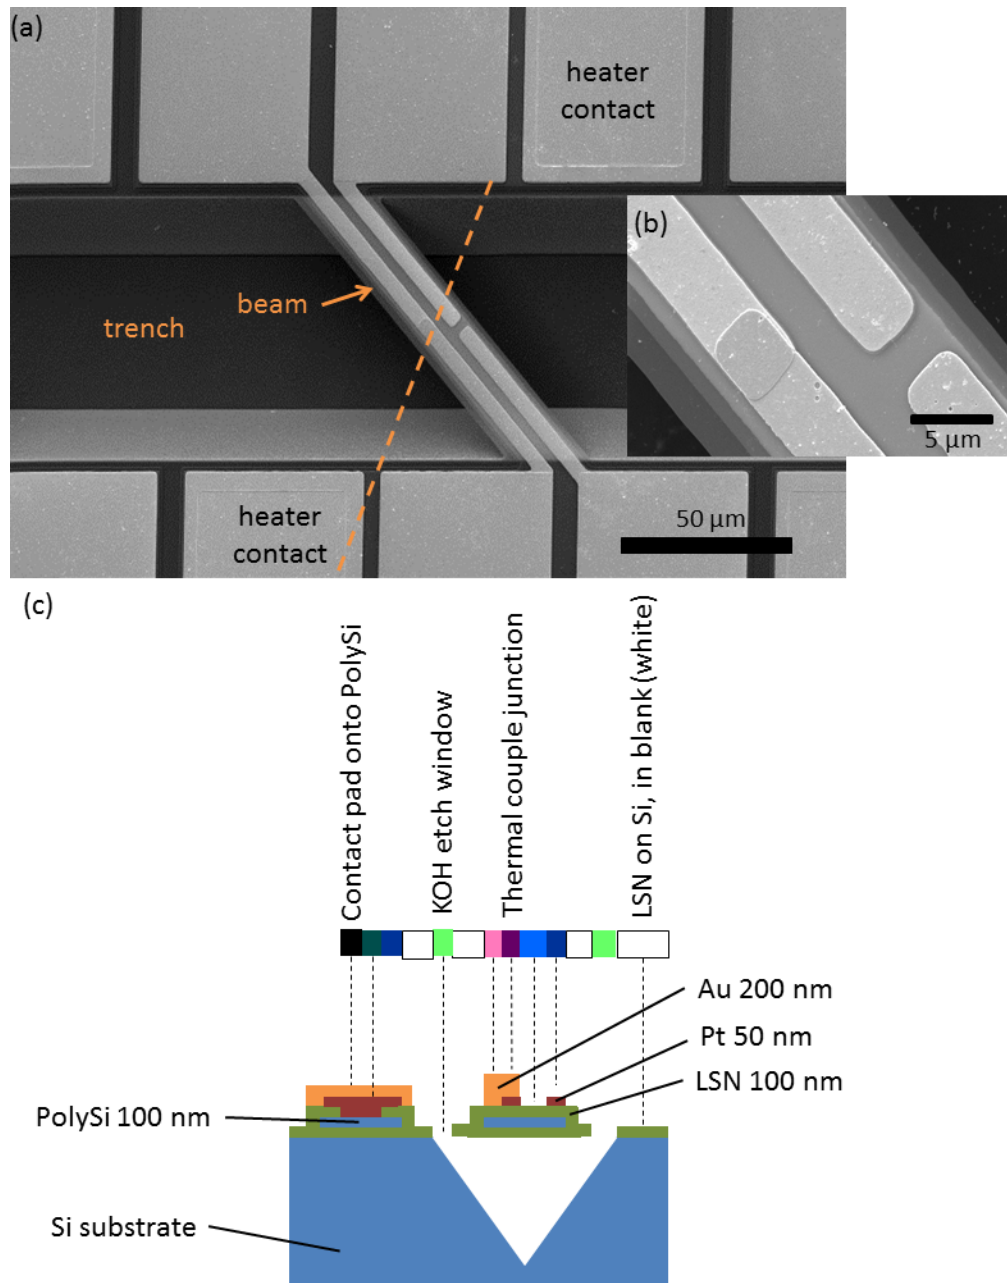 (a)
heater
contact
(b)
beam
trench
5 µm
50 µm
heater
contact
(c)
Contact pad onto PolySi
KOH etch window
Thermal couple junction
LSN on Si, in blank (white)
Au 200 nm
Pt 50 nm
LSN 100 nm
PolySi 100 nm
Si substrate